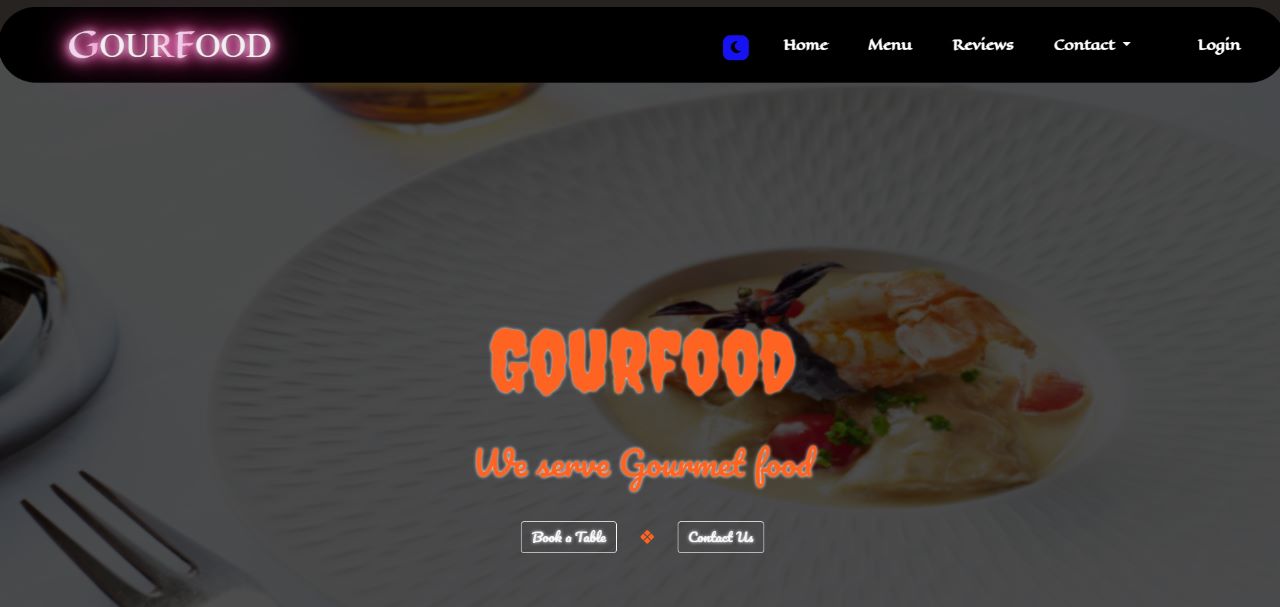 GourFood
Home Menu Reviews Contact Login
GOURFOOD
We serve Gourmet food
Book a Table ❖ Contact Us